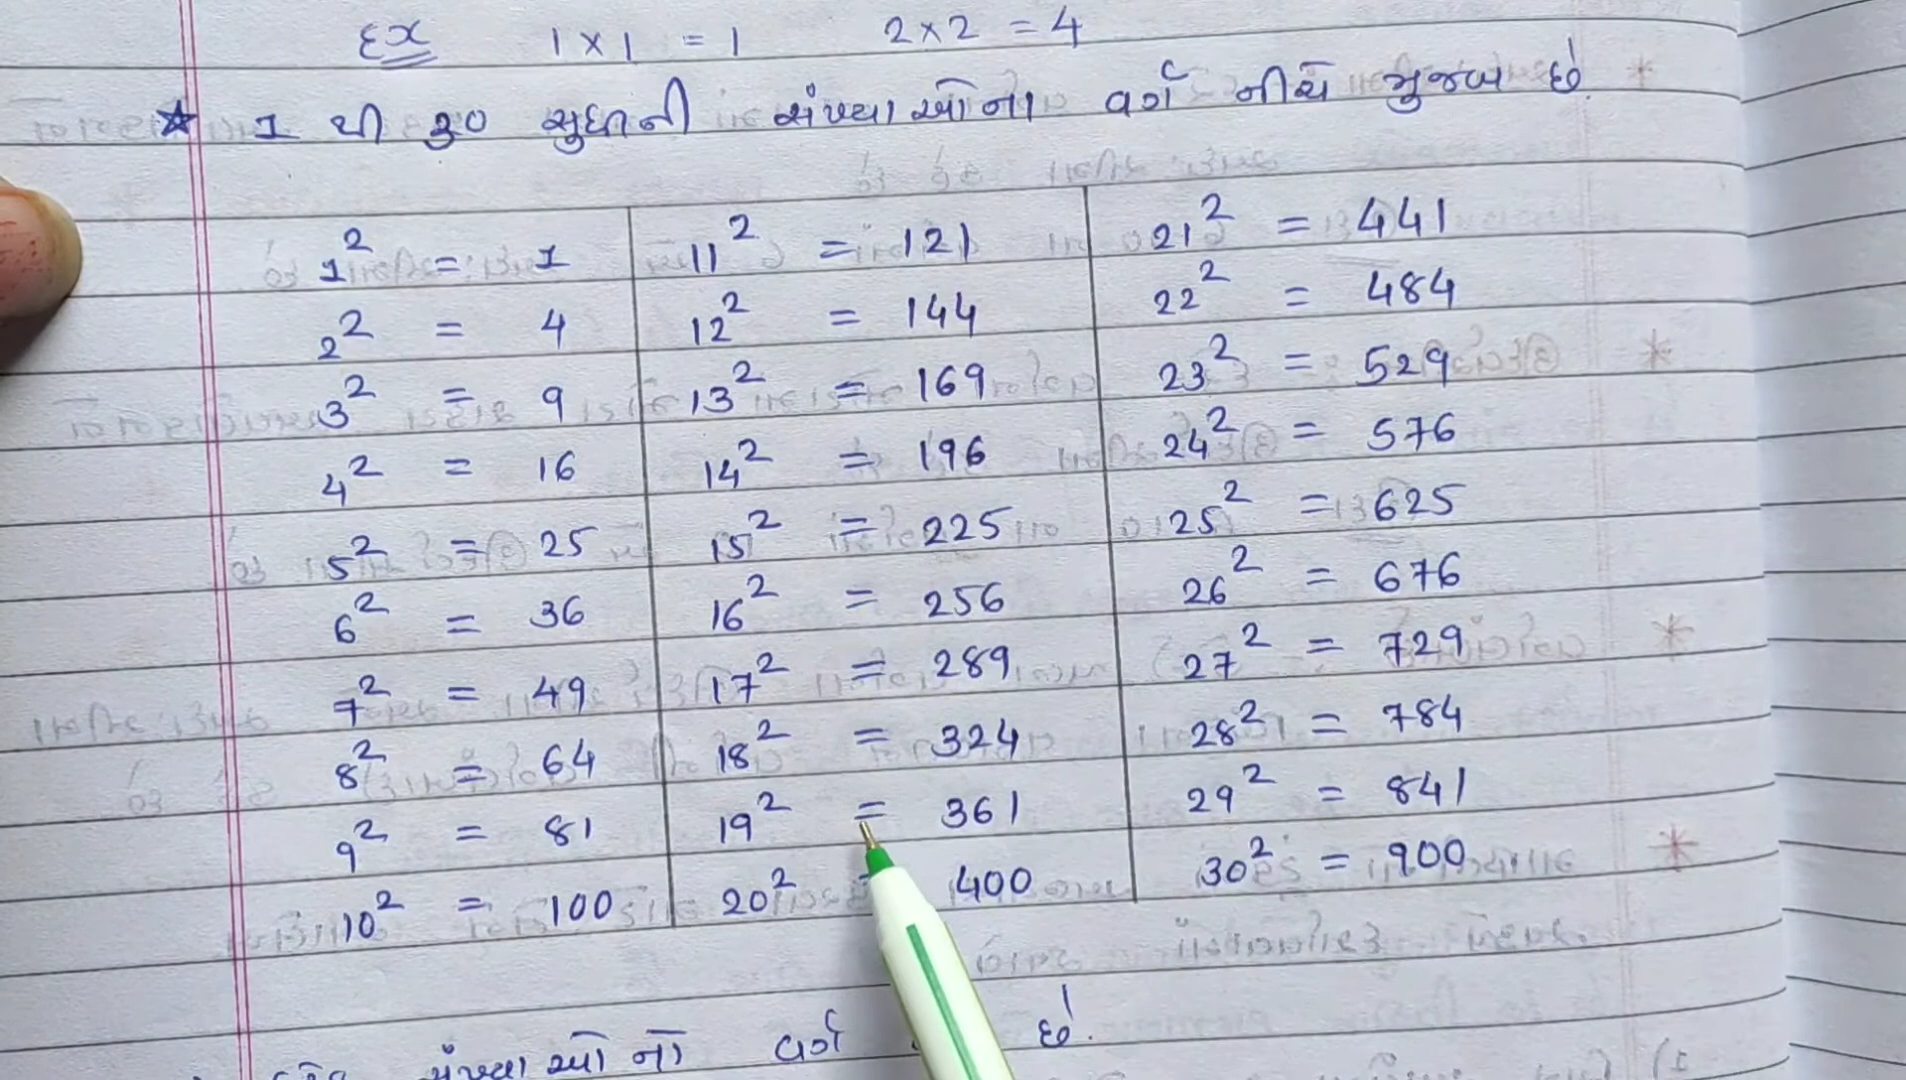 Ex 1 × 1 = 1 2 × 2 = 4
★ 1 થી 30 સુધીની સંખ્યાઓના વર્ગ નીચે મુજબ છે.
1² = 1 11² = 121 21² = 441
2² = 4 12² = 144 22² = 484
3² = 9 13² = 169 23² = 529
4² = 16 14² = 196 24² = 576
5² = 25 15² = 225 25² = 625
6² = 36 16² = 256 26² = 676
7² = 49 17² = 289 27² = 729
8² = 64 18² = 324 28² = 784
9² = 81 19² = 361 29² = 841
10² = 100 20² = 400 30² = 900
સંખ્યાઓનો વર્ગ છે.